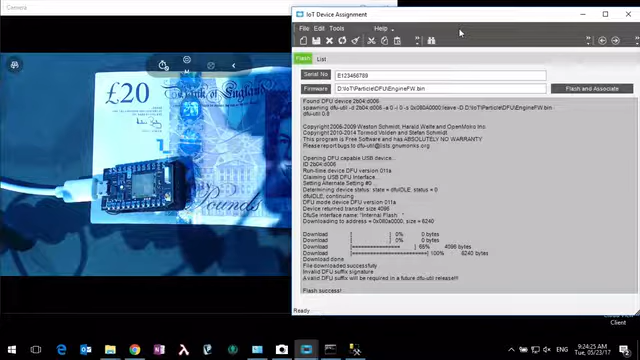 Camera
£20
Bank of England
Pounds
IoT Device Assignment
File Edit Tools Help
Flash List
Serial No E123456789
Firmware D:\IoT\Particle\DFU\EngineFW.bin Flash and Associate
Found DFU device 2b04:d006
spawning dfu-util -d 2b04:d006 -a 0 -i 0 -s 0x080A0000:leave -D D:\IoT\Particle\DFU\EngineFW.bin -
dfu-util 0.8
Copyright 2005-2009 Weston Schmidt, Harald Welte and OpenMoko Inc.
Copyright 2010-2014 Tormod Volden and Stefan Schmidt
This program is Free Software and has ABSOLUTELY NO WARRANTY
Please report bugs to dfu-util@lists.gnumonks.org
Opening DFU capable USB device...
ID 2b04:d006
Run-time device DFU version 011a
Claiming USB DFU Interface...
Setting Alternate Setting #0 ...
Determining device status: state = dfuIDLE, status = 0
dfuIDLE, continuing
DFU mode device DFU version 011a
Device returned transfer size 4096
DfuSe interface name: "Internal Flash "
Downloading to address = 0x080a0000, size = 6240
Download [ ] 0% 0 bytes
Download [ ] 0% 0 bytes
Download [================ ] 65% 4096 bytes
Download [=========================] 100% 6240 bytes
Download done.
File downloaded successfully
Invalid DFU suffix signature
A valid DFU suffix will be required in a future dfu-util release!!!
Flash success!
Ready
Client
ENG
9:24:25 AM
Tue, 05/23/17